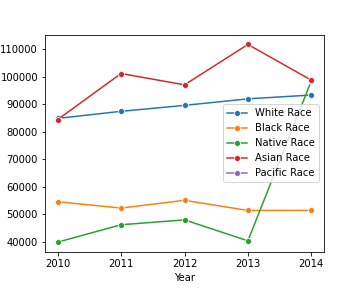 110000
100000
90000
80000
70000
60000
50000
40000
White Race
Black Race
Native Race
Asian Race
Pacific Race
2010 2011 2012 2013 2014
Year